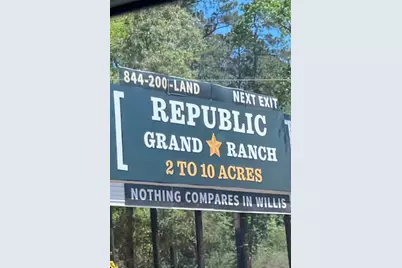 844-200-LAND NEXT EXIT
REPUBLIC
GRAND RANCH
2 TO 10 ACRES
NOTHING COMPARES IN WILLIS